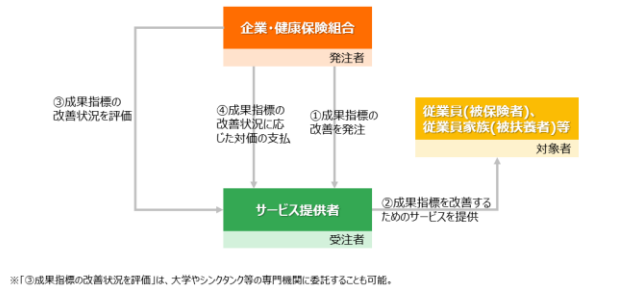 企業・健康保険組合
発注者
③成果指標の
改善状況を評価
④成果指標の
改善状況に応
じた対価の支払
①成果指標の
改善を発注
従業員(被保険者)、
従業員家族(被扶養者)等
対象者
サービス提供者
受注者
②成果指標を改善する
ためのサービスを提供
※「③成果指標の改善状況を評価」は、大学やシンクタンク等の専門機関に委託することも可能。